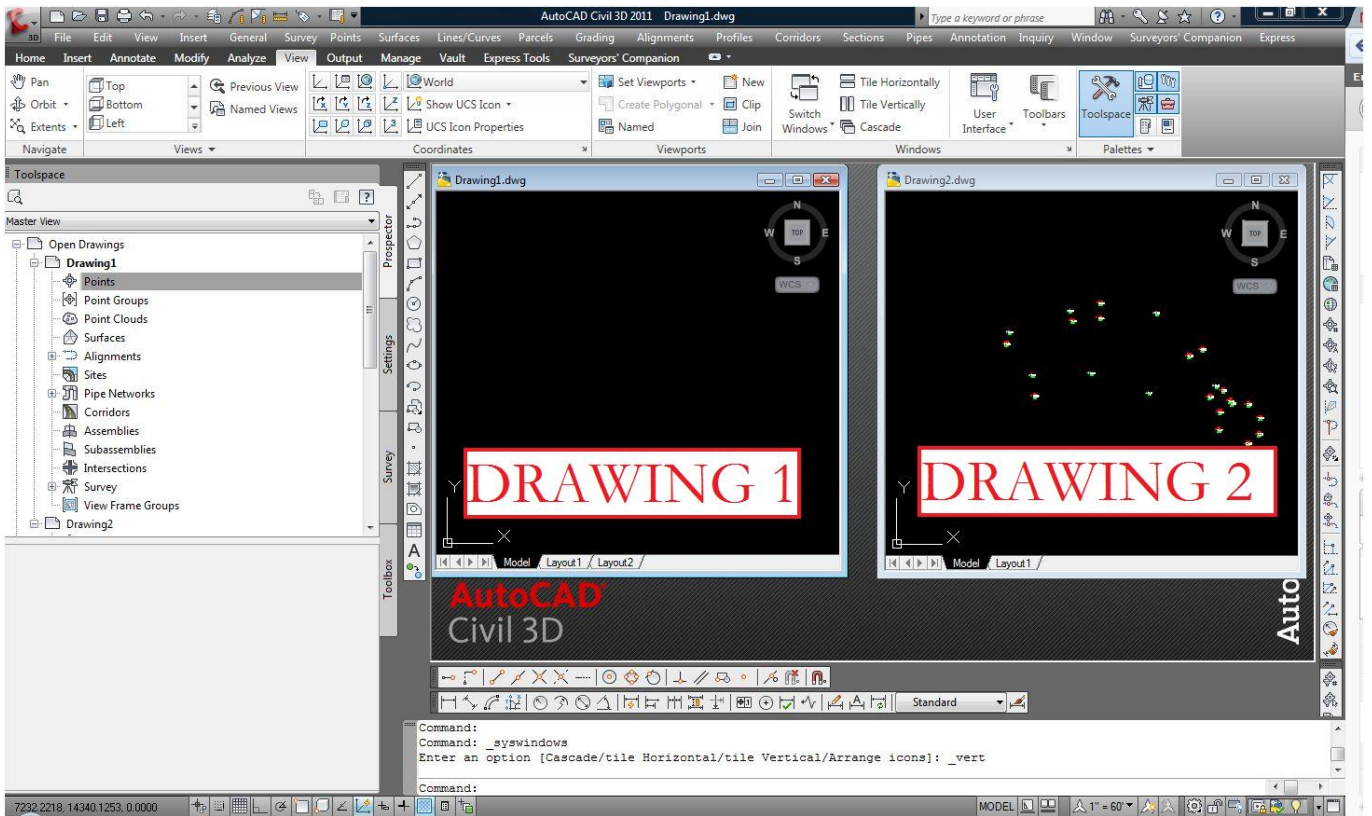 AutoCAD Civil 3D 2011 Drawing1.dwg
Type a keyword or phrase
3D
File Edit View Insert General Survey Points Surfaces Lines/Curves Parcels Grading Alignments Profiles Corridors Sections Pipes Annotation Inquiry Window Surveyors' Companion Express
Home Insert Annotate Modify Analyze View Output Manage Vault Express Tools Surveyors' Companion
Pan Top Previous View World Set Viewports New Tile Horizontally
Orbit Bottom Named Views Show UCS Icon Create Polygonal Clip Switch Windows Tile Vertically User Interface Toolbars Toolspace
Extents Left UCS Icon Properties Named Join Cascade
Navigate Views Coordinates Viewports Windows Palettes
Toolspace
Master View
Open Drawings
Drawing1
Points
Point Groups
Point Clouds
Surfaces
Alignments
Sites
Pipe Networks
Corridors
Assemblies
Subassemblies
Intersections
Survey
View Frame Groups
Drawing2
Prospector
Settings
Survey
Toolbox
A
Drawing1.dwg
N
W TOP E
S
WCS
DRAWING 1
Y
X
Model Layout1 Layout2
Drawing2.dwg
N
W TOP E
S
WCS
DRAWING 2
Y
X
Model Layout1
AutoCAD
Civil 3D
Auto
Standard
Command:
Command: _syswindows
Enter an option [Cascade/tile Horizontal/tile Vertical/Arrange icons]: _vert
Command:
7232.2218, 14340.1253, 0.0000
MODEL 1" = 60'